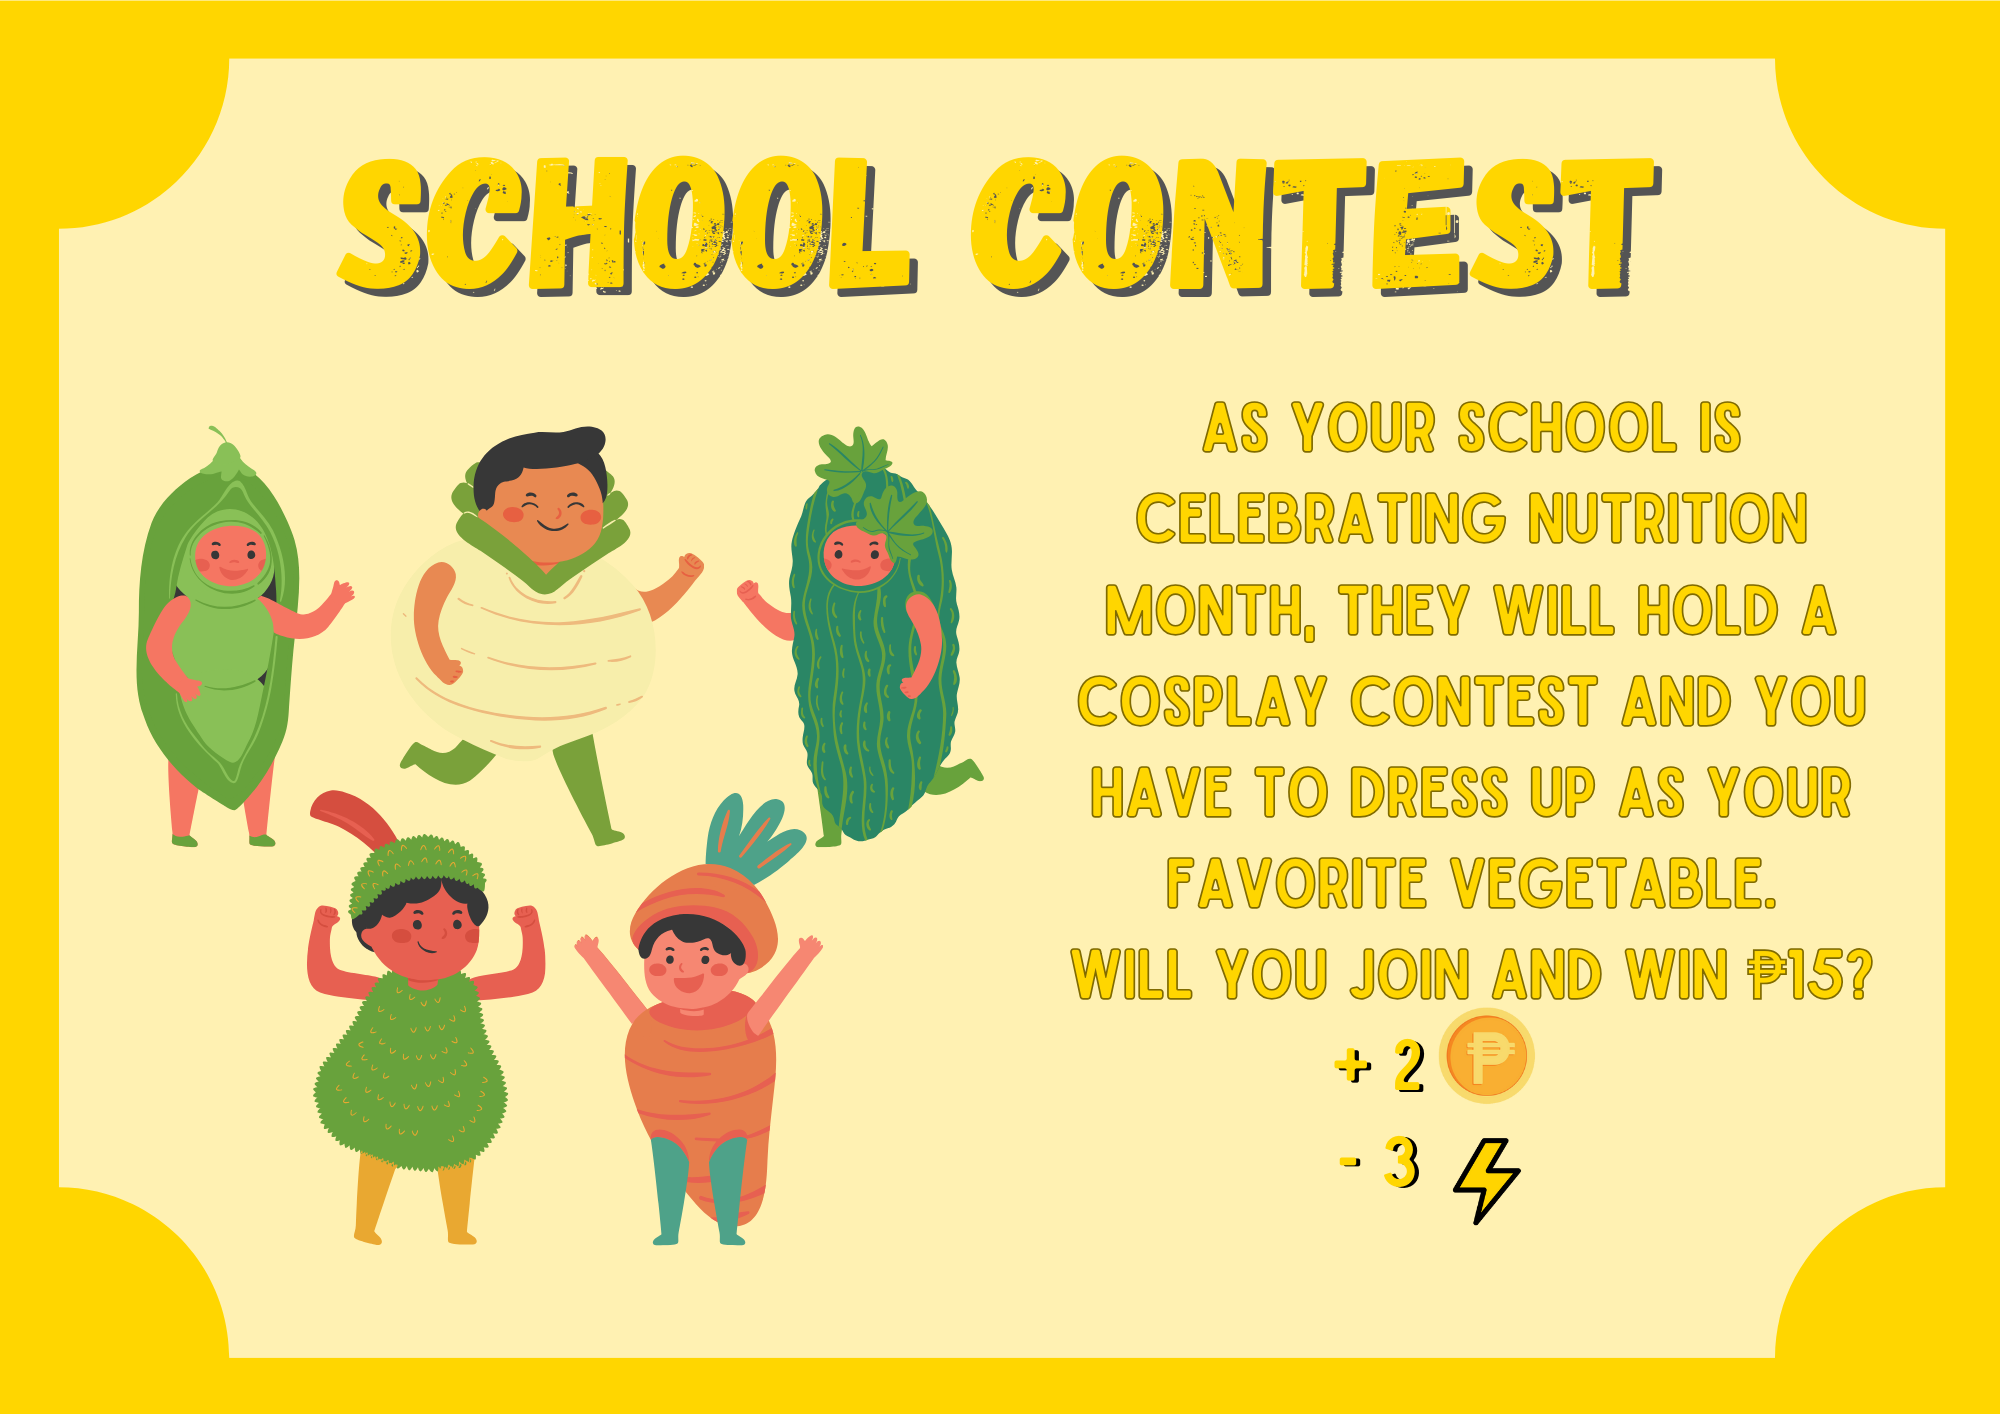 SCHOOL CONTEST
AS YOUR SCHOOL IS
CELEBRATING NUTRITION
MONTH, THEY WILL HOLD A
COSPLAY CONTEST AND YOU
HAVE TO DRESS UP AS YOUR
FAVORITE VEGETABLE.
WILL YOU JOIN AND WIN ₱15?
+ 2 ₱
- 3